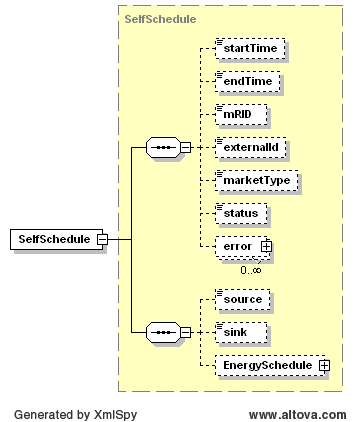 SelfSchedule
startTime
endTime
mRID
externalId
marketType
status
SelfSchedule
error
0..∞
source
sink
EnergySchedule
Generated by XmlSpy
www.altova.com